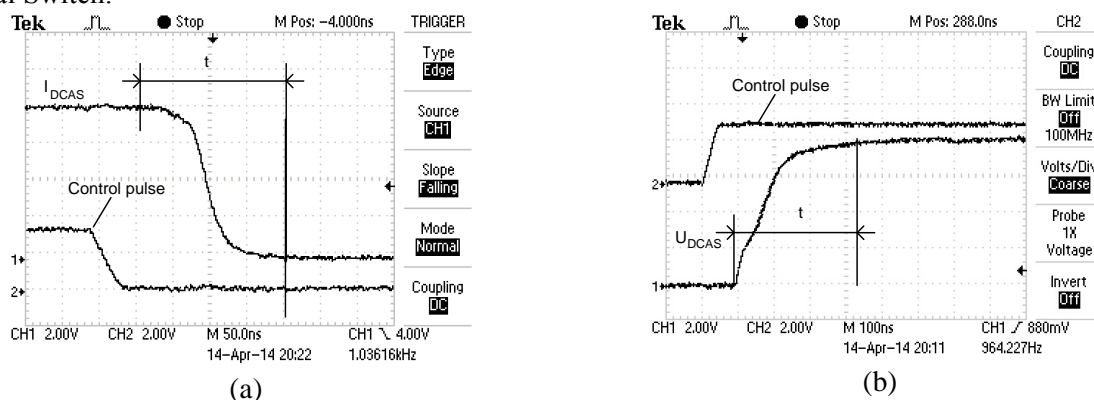 al Switch.
Tek Stop M Pos: −4.000ns TRIGGER
t
Type
Edge
I DCAS
Source
CH1
Slope
Falling
Control pulse
Mode
Normal
1
2
Coupling
DC
CH1 2.00V CH2 2.00V M 50.0ns CH1 4.00V
14-Apr-14 20:22 1.03616kHz
(a)
Tek Stop M Pos: 288.0ns CH2
Coupling
DC
Control pulse
BW Limit
Off
100MHz
Volts/Div
Coarse
2
t
U DCAS
Probe
1X
Voltage
Invert
Off
1
CH1 2.00V CH2 2.00V M 100ns CH1 880mV
14-Apr-14 20:11 964.227Hz
(b)